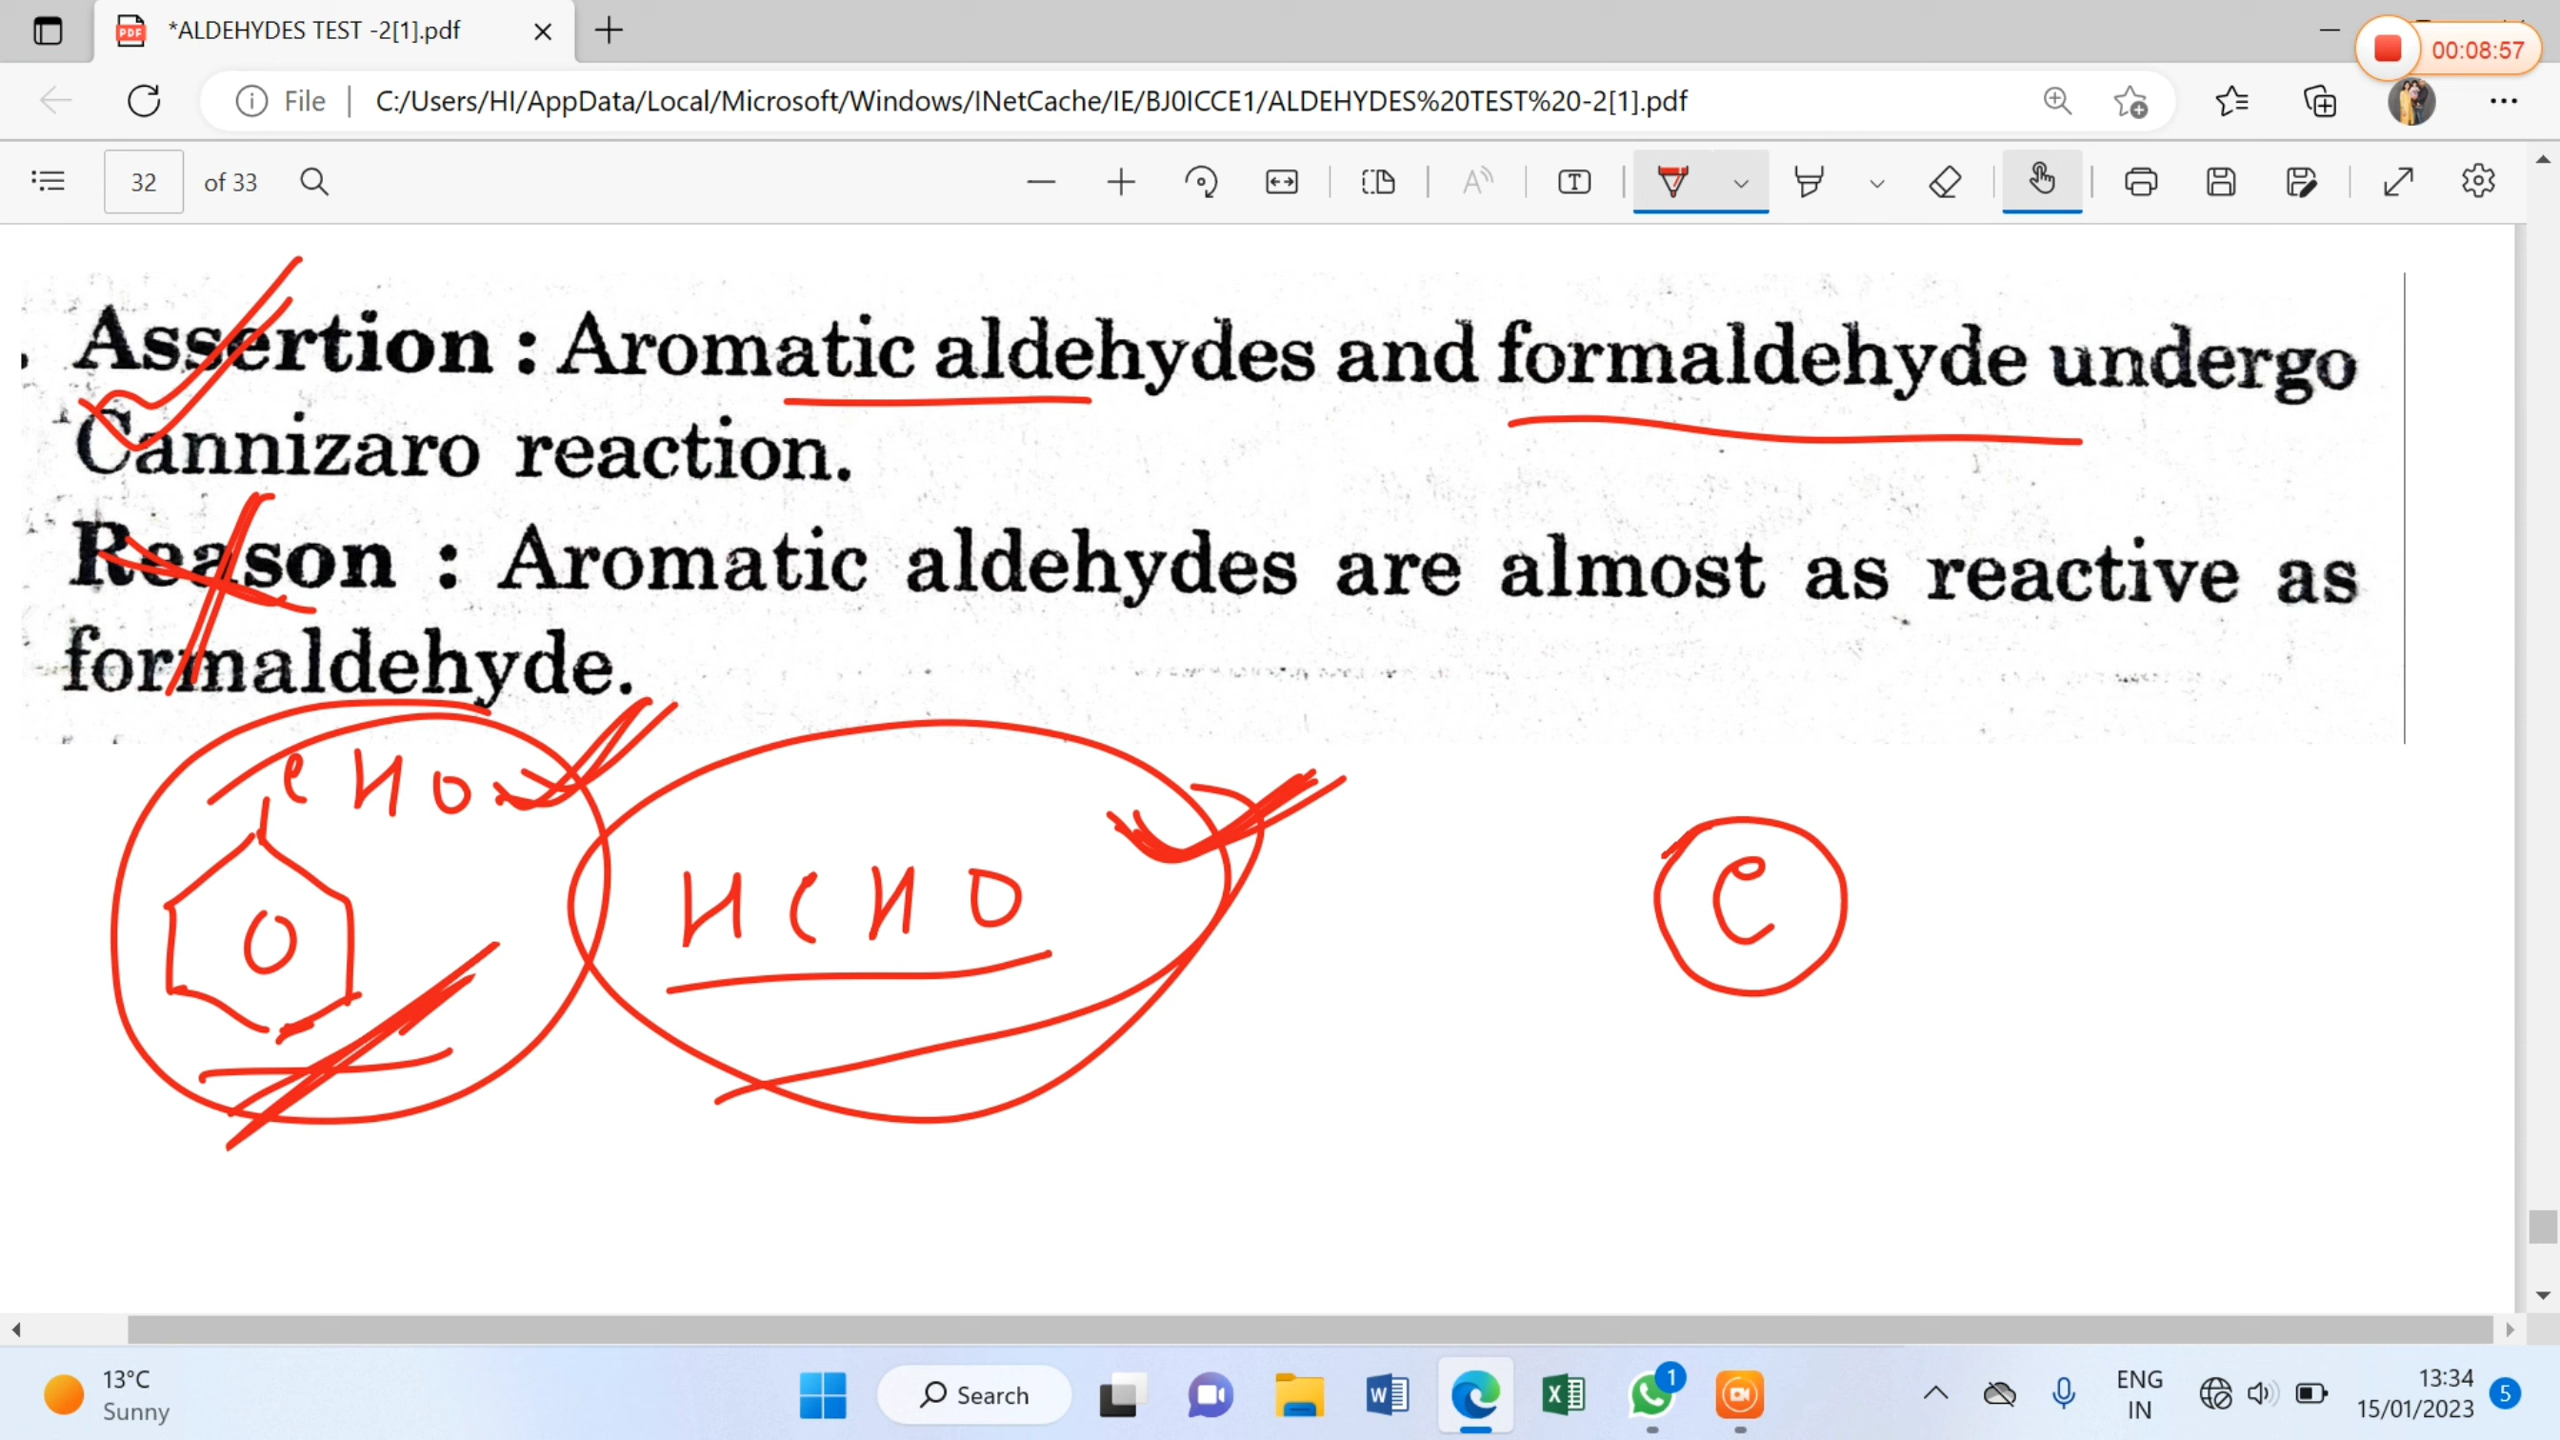 *ALDEHYDES TEST -2[1].pdf
00:08:57
File | C:/Users/HI/AppData/Local/Microsoft/Windows/INetCache/IE/BJ0ICCE1/ALDEHYDES%20TEST%20-2[1].pdf
32 of 33
Assertion : Aromatic aldehydes and formaldehyde undergo
Cannizaro reaction.
Reason : Aromatic aldehydes are almost as reactive as
formaldehyde.
CHO
HCHO
C
13°C
Sunny
Search
1
ENG
IN
13:34
15/01/2023
5